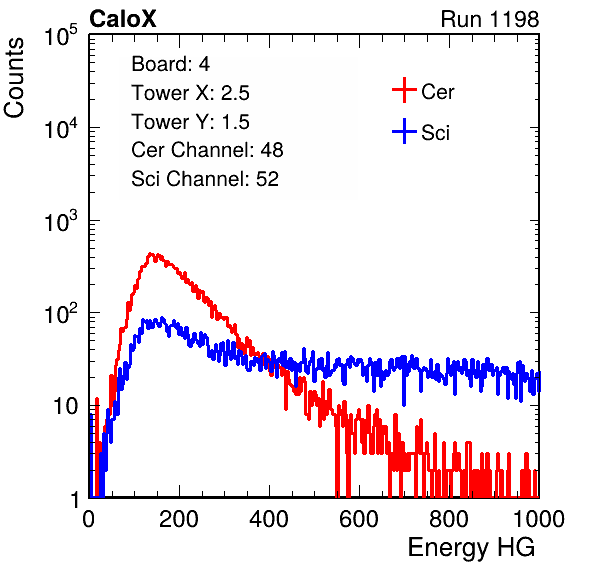 CaloX Run 1198
Counts
10^5
10^4
10^3
10^2
10
1
Board: 4
Tower X: 2.5
Tower Y: 1.5
Cer Channel: 48
Sci Channel: 52
Cer
Sci
0 200 400 600 800 1000
Energy HG